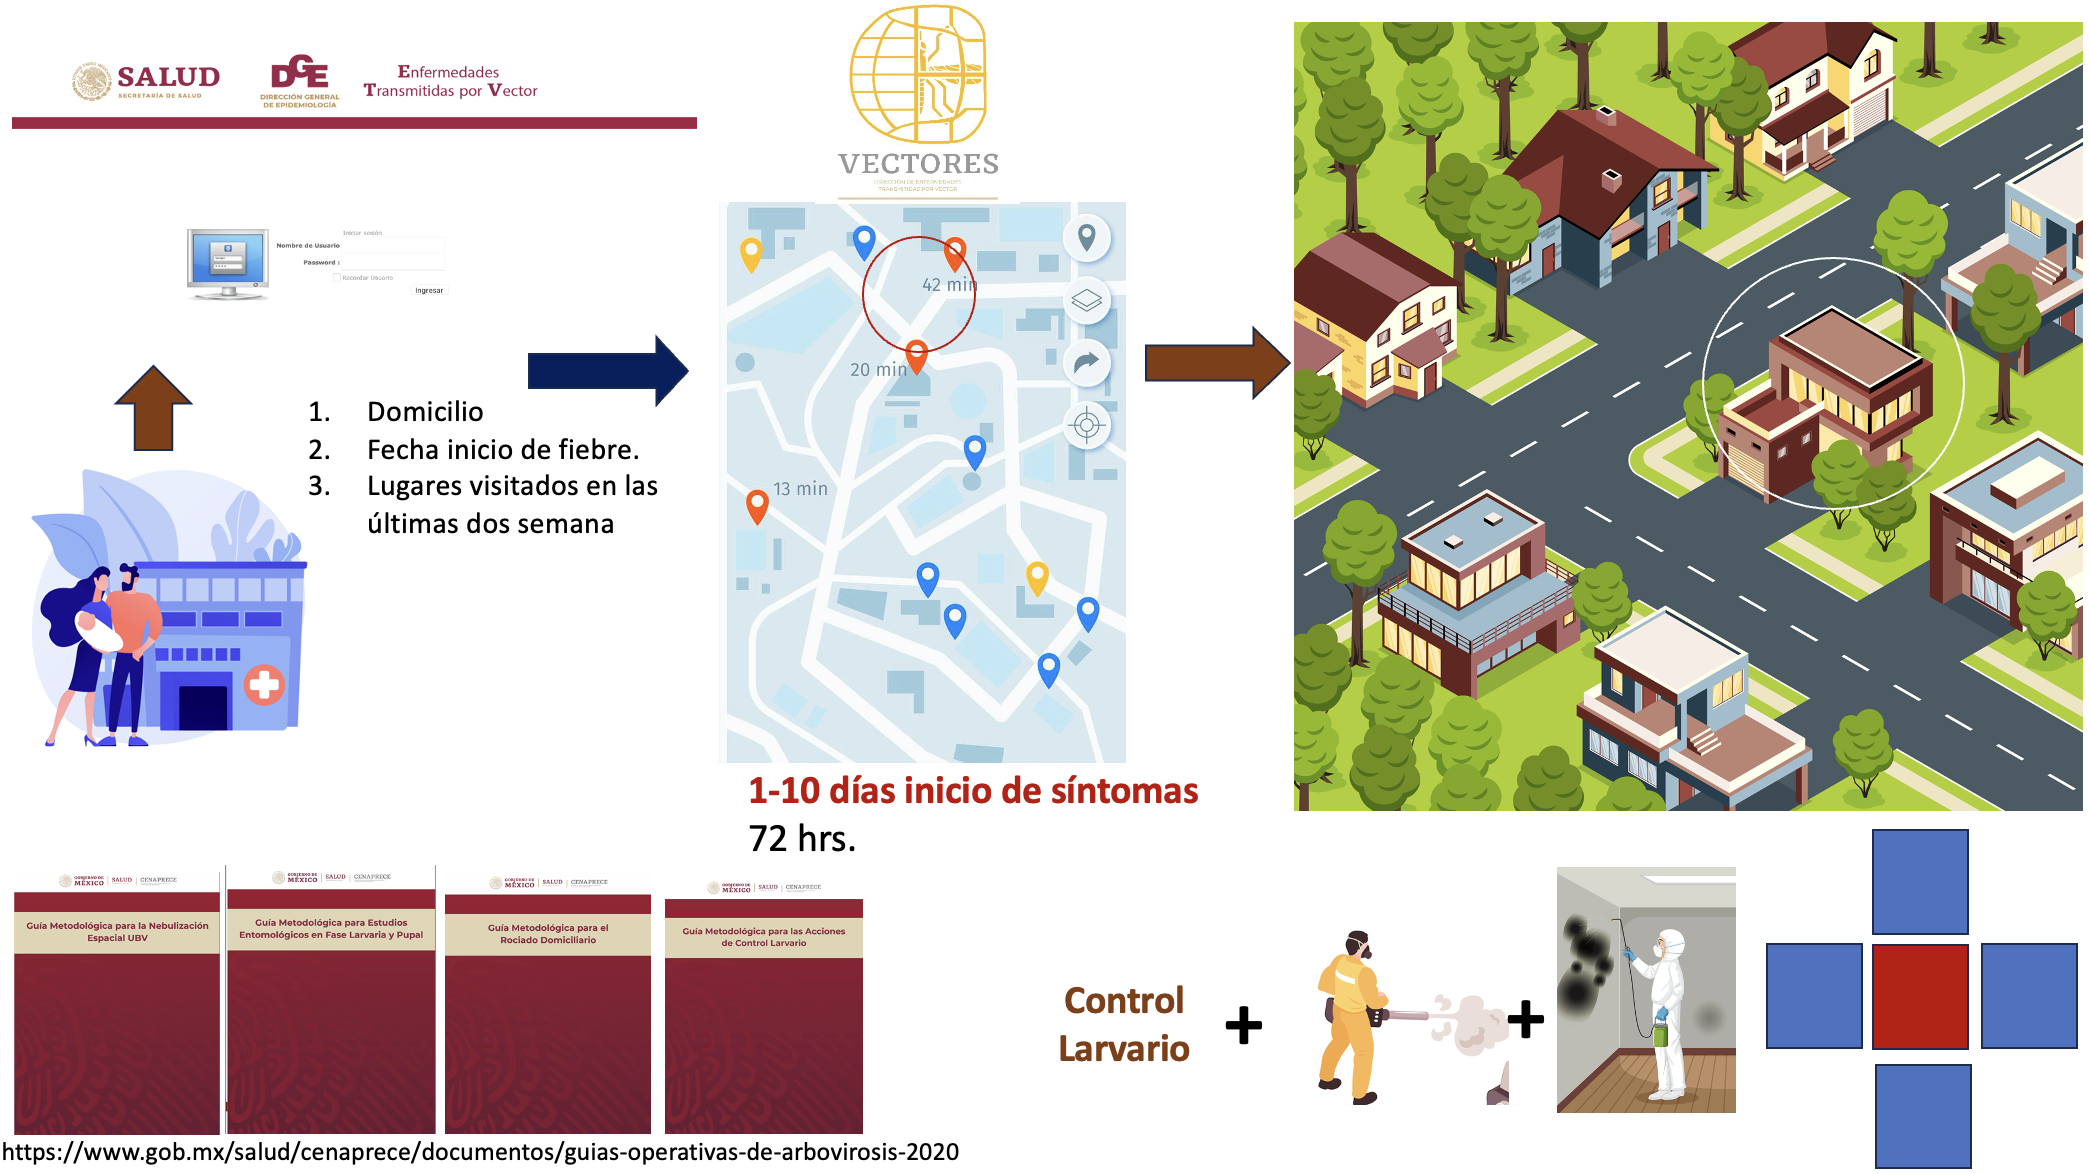 SALUD
SECRETARÍA DE SALUD
DGE
DIRECCIÓN GENERAL
DE EPIDEMIOLOGÍA
Enfermedades
Transmitidas por Vector
VECTORES
DIRECCIÓN DE ENFERMEDADES
TRANSMITIDAS POR VECTOR
Iniciar sesión
Nombre de Usuario
Password :
Recordar Usuario
Ingresar
1. Domicilio
2. Fecha inicio de fiebre.
3. Lugares visitados en las
últimas dos semana
42 min
20 min
13 min
1-10 días inicio de síntomas
72 hrs.
GOBIERNO DE MÉXICO | SALUD | CENAPRECE
Guía Metodológica para la Nebulización
Espacial UBV
GOBIERNO DE MÉXICO | SALUD | CENAPRECE
Guía Metodológica para Estudios
Entomológicos en Fase Larvaria y Pupal
GOBIERNO DE MÉXICO | SALUD | CENAPRECE
Guía Metodológica para el
Rociado Domiciliario
GOBIERNO DE MÉXICO | SALUD | CENAPRECE
Guía Metodológica para las Acciones
de Control Larvario
Control
Larvario
+
+
https://www.gob.mx/salud/cenaprece/documentos/guias-operativas-de-arbovirosis-2020